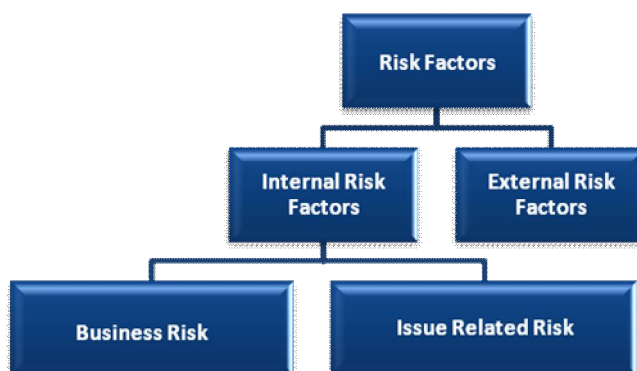 Risk Factors
Internal Risk
Factors
External Risk
Factors
Business Risk
Issue Related Risk